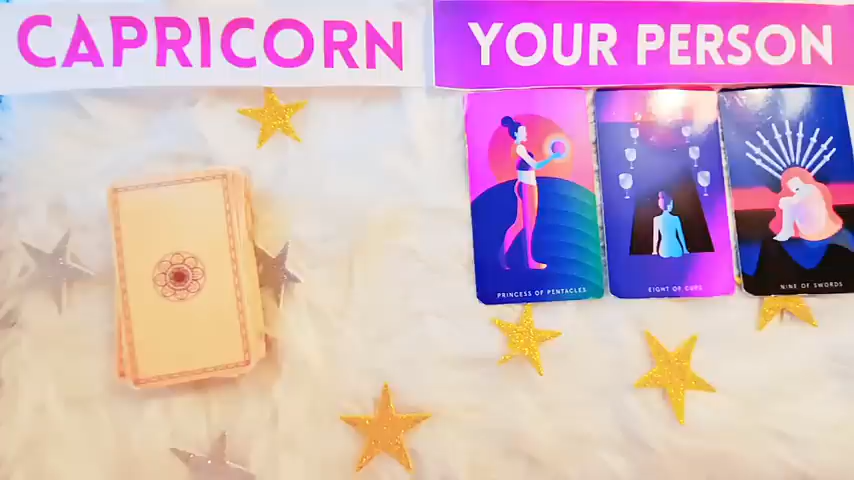 CAPRICORN
YOUR PERSON
PRINCESS OF PENTACLES
EIGHT OF CUPS
NINE OF SWORDS